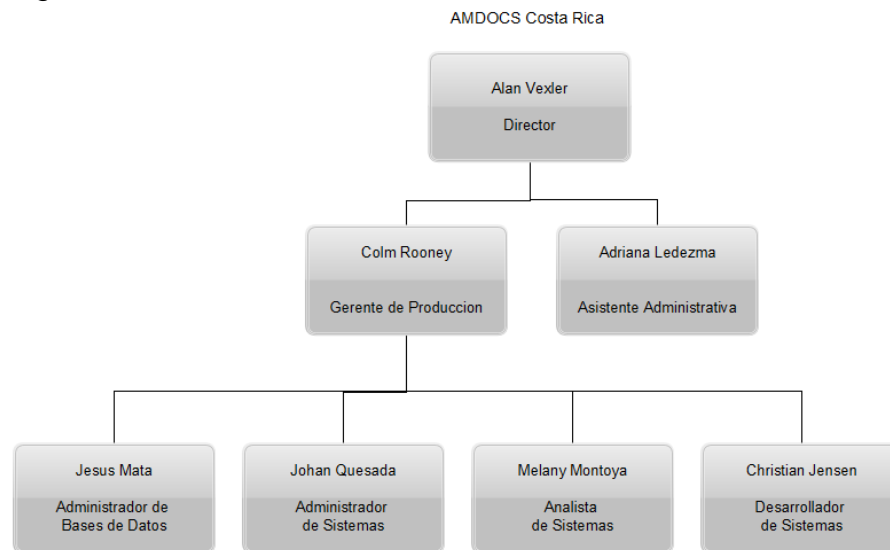 AMDOCS Costa Rica
Alan Vexler
Director
Colm Rooney
Gerente de Produccion
Adriana Ledezma
Asistente Administrativa
Jesus Mata
Administrador de
Bases de Datos
Johan Quesada
Administrador
de Sistemas
Melany Montoya
Analista
de Sistemas
Christian Jensen
Desarrollador
de Sistemas